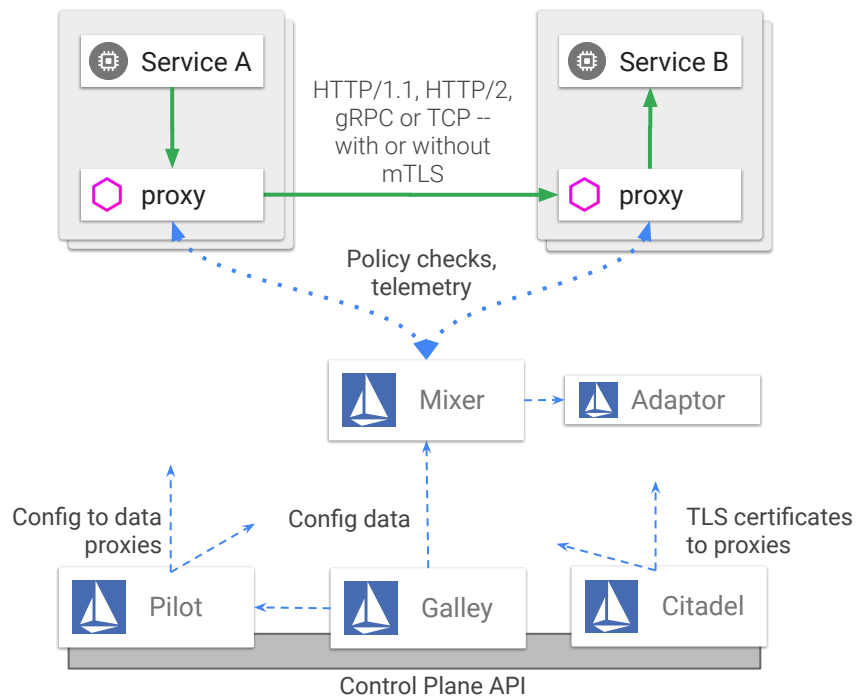 Service A
Service B
HTTP/1.1, HTTP/2,
gRPC or TCP --
with or without
mTLS
proxy
proxy
Policy checks,
telemetry
Mixer
Adaptor
Config to data
proxies
Config data
TLS certificates
to proxies
Pilot
Galley
Citadel
Control Plane API